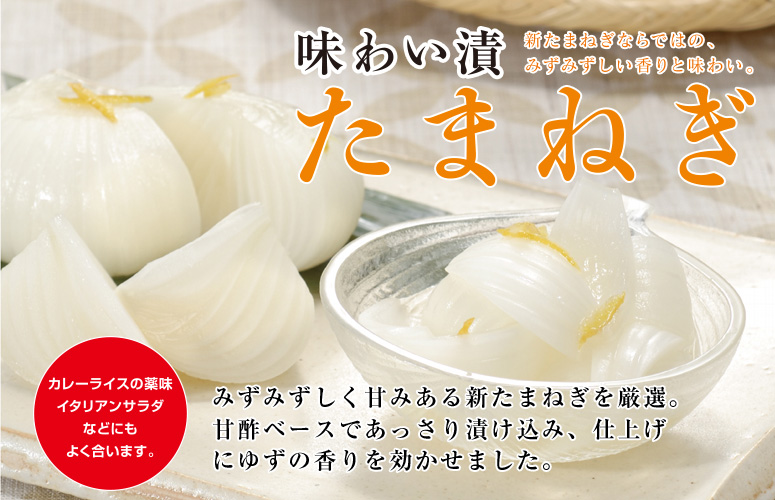 味わい漬
新たまねぎならではの、
みずみずしい香りと味わい。
たまねぎ
カレーライスの薬味
イタリアンサラダ
などにも
よく合います。
みずみずしく甘みある新たまねぎを厳選。
甘酢ベースであっさり漬け込み、仕上げ
にゆずの香りを効かせました。